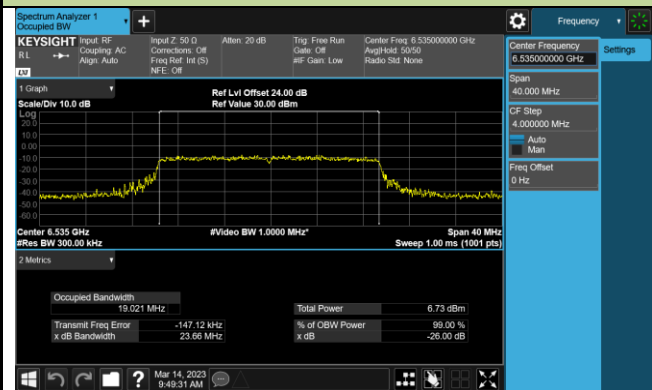 Spectrum Analyzer 1
Occupied BW
Frequency
KEYSIGHT
Input: RF
Coupling: AC
Align: Auto
Input Z: 50 Ω
Corrections: Off
Freq Ref: Int (S)
NFE: Off
Atten: 20 dB
Trig: Free Run
Gate: Off
#IF Gain: Low
Center Freq: 6.535000000 GHz
Avg|Hold: 50/50
Radio Std: None
RL
LXI
Center Frequency
6.535000000 GHz
Settings
Span
40.000 MHz
CF Step
4.000000 MHz
Auto
Man
Freq Offset
0 Hz
1 Graph
Scale/Div 10.0 dB
Ref Lvl Offset 24.00 dB
Ref Value 30.00 dBm
Log
20.0
10.0
0.00
-10.0
-20.0
-30.0
-40.0
-50.0
-60.0
Center 6.535 GHz
#Video BW 1.0000 MHz*
Span 40 MHz
#Res BW 300.00 kHz
Sweep 1.00 ms (1001 pts)
2 Metrics
Occupied Bandwidth
19.021 MHz
Total Power 6.73 dBm
Transmit Freq Error -147.12 kHz
% of OBW Power 99.00 %
x dB Bandwidth 23.66 MHz
x dB -26.00 dB
Mar 14, 2023
9:49:31 AM